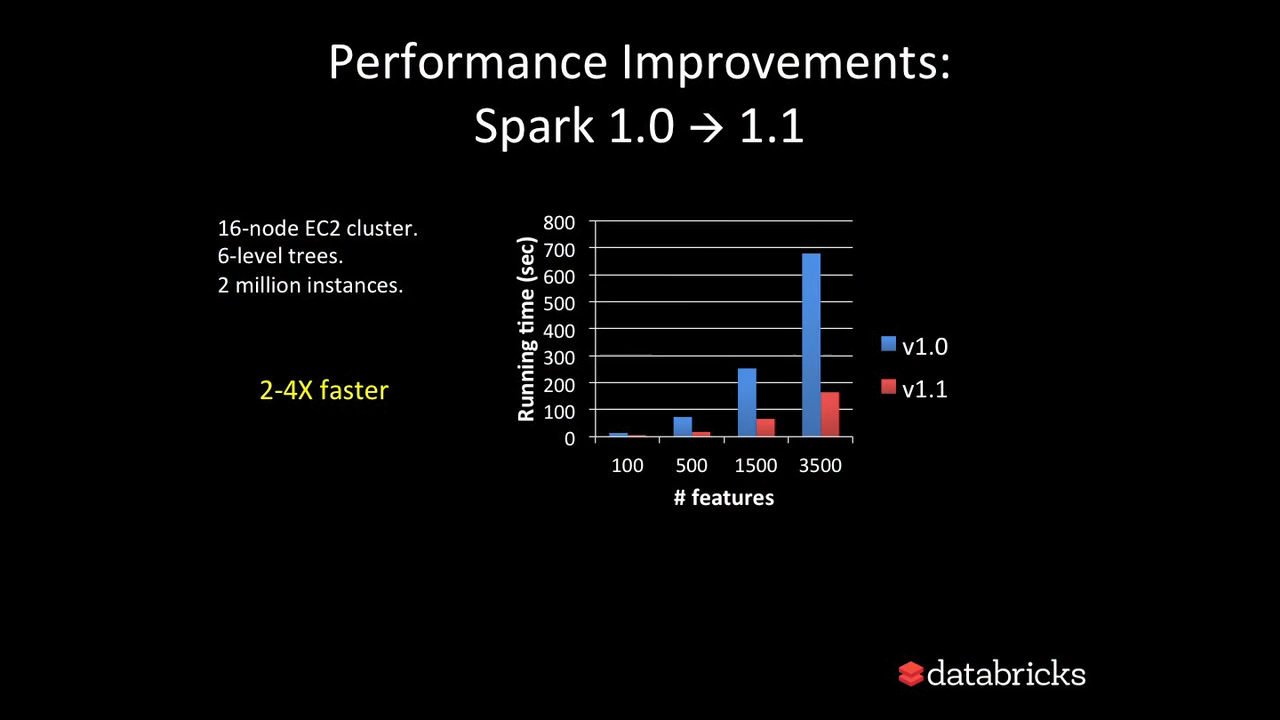 Performance Improvements:
Spark 1.0 → 1.1
16-node EC2 cluster.
6-level trees.
2 million instances.
2-4X faster
Running time (sec)
800
700
600
500
400
300
200
100
0
100 500 1500 3500
# features
v1.0
v1.1
databricks